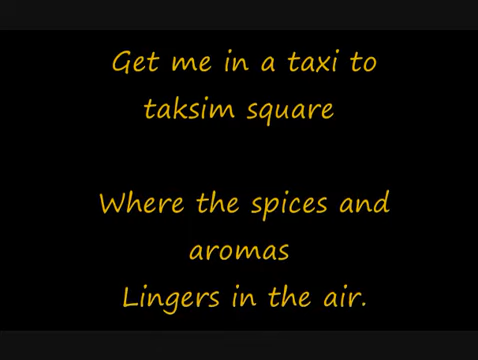 Get me in a taxi to
taksim square
Where the spices and
aromas
Lingers in the air.